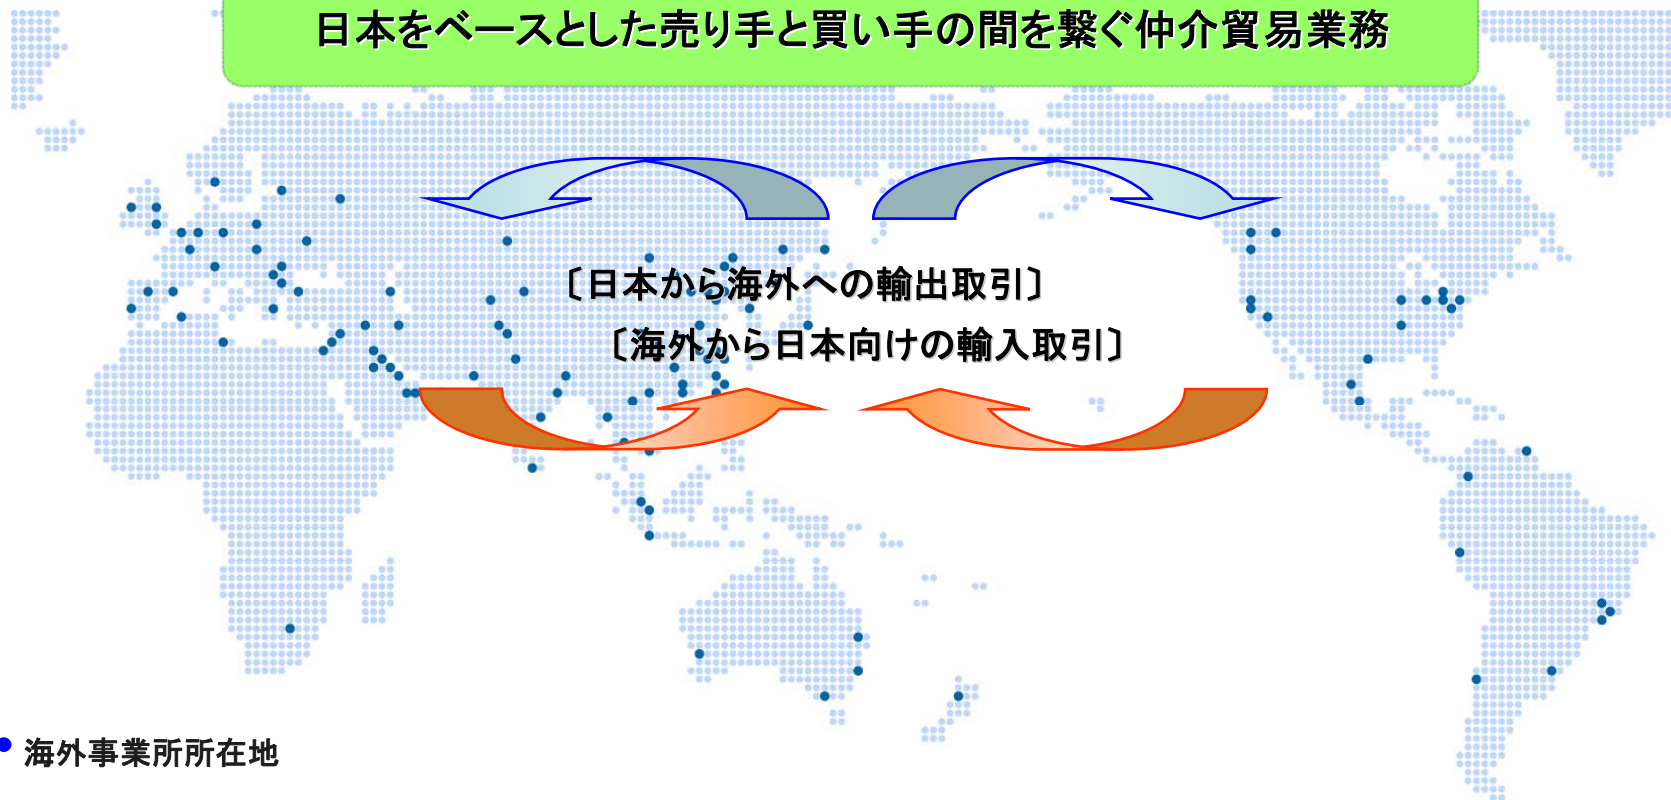 日本をベースとした売り手と買い手の間を繋ぐ仲介貿易業務
〔日本から海外への輸出取引〕
〔海外から日本向けの輸入取引〕
海外事業所所在地